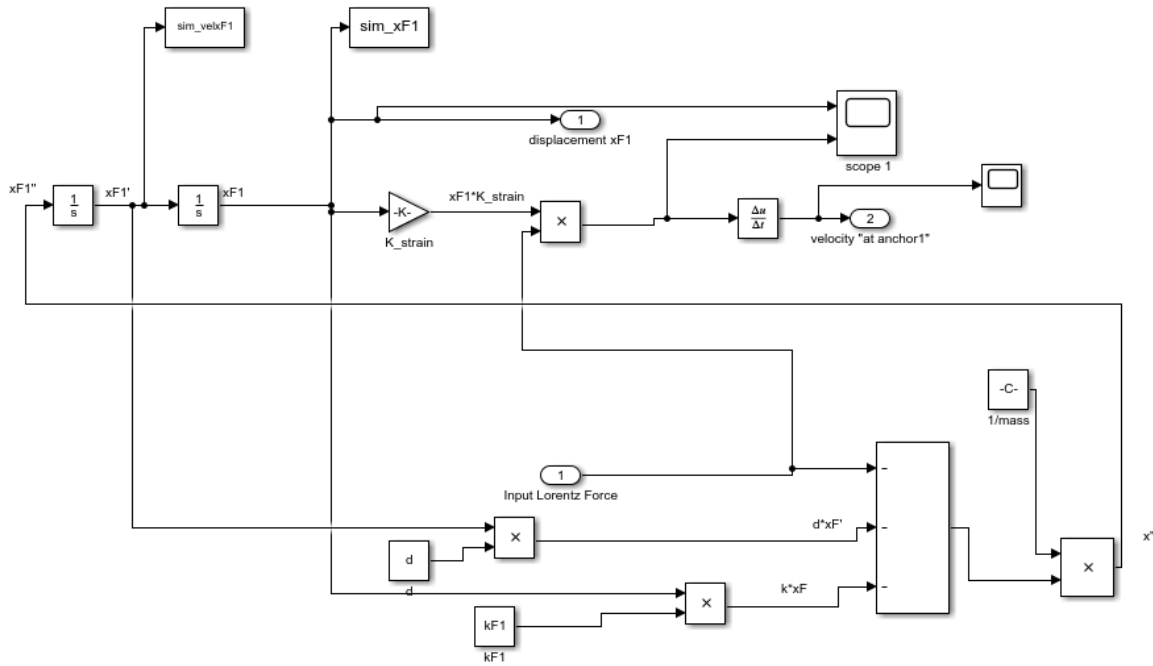 sim_velxF1
sim_xF1
1
displacement xF1
scope 1
xF1''
1
s
xF1'
1
s
xF1
-K-
K_strain
xF1*K_strain
×
Δu
Δt
2
velocity "at anchor1"
-C-
1/mass
1
Input Lorentz Force
-
-
-
d*xF'
×
d
d
k*xF
×
kF1
kF1
×
x"